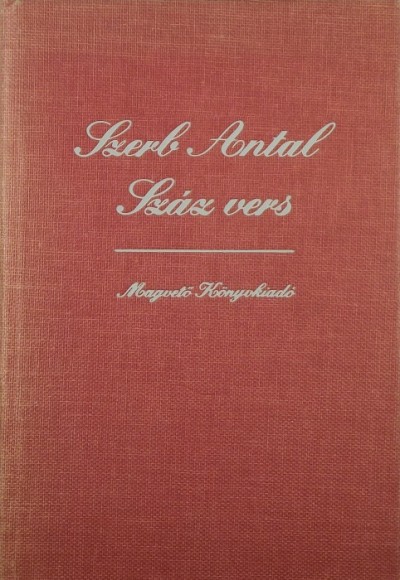 Szerb Antal
Száz vers
Magvető Könyvkiadó